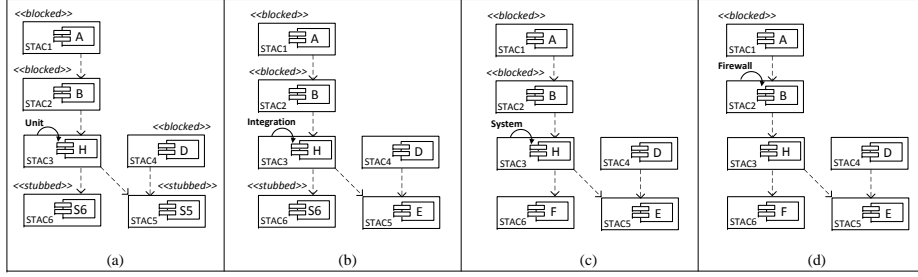 <<blocked>>
A
STAC1
<<blocked>>
B
STAC2
Unit
H
STAC3
<<blocked>>
D
STAC4
<<stubbed>>
S6
STAC6
<<stubbed>>
S5
STAC5
(a)
<<blocked>>
A
STAC1
<<blocked>>
B
STAC2
Integration
H
STAC3
D
STAC4
<<stubbed>>
S6
STAC6
E
STAC5
(b)
<<blocked>>
A
STAC1
<<blocked>>
B
STAC2
System
H
STAC3
D
STAC4
F
STAC6
E
STAC5
(c)
<<blocked>>
A
STAC1
Firewall
B
STAC2
H
STAC3
D
STAC4
F
STAC6
E
STAC5
(d)